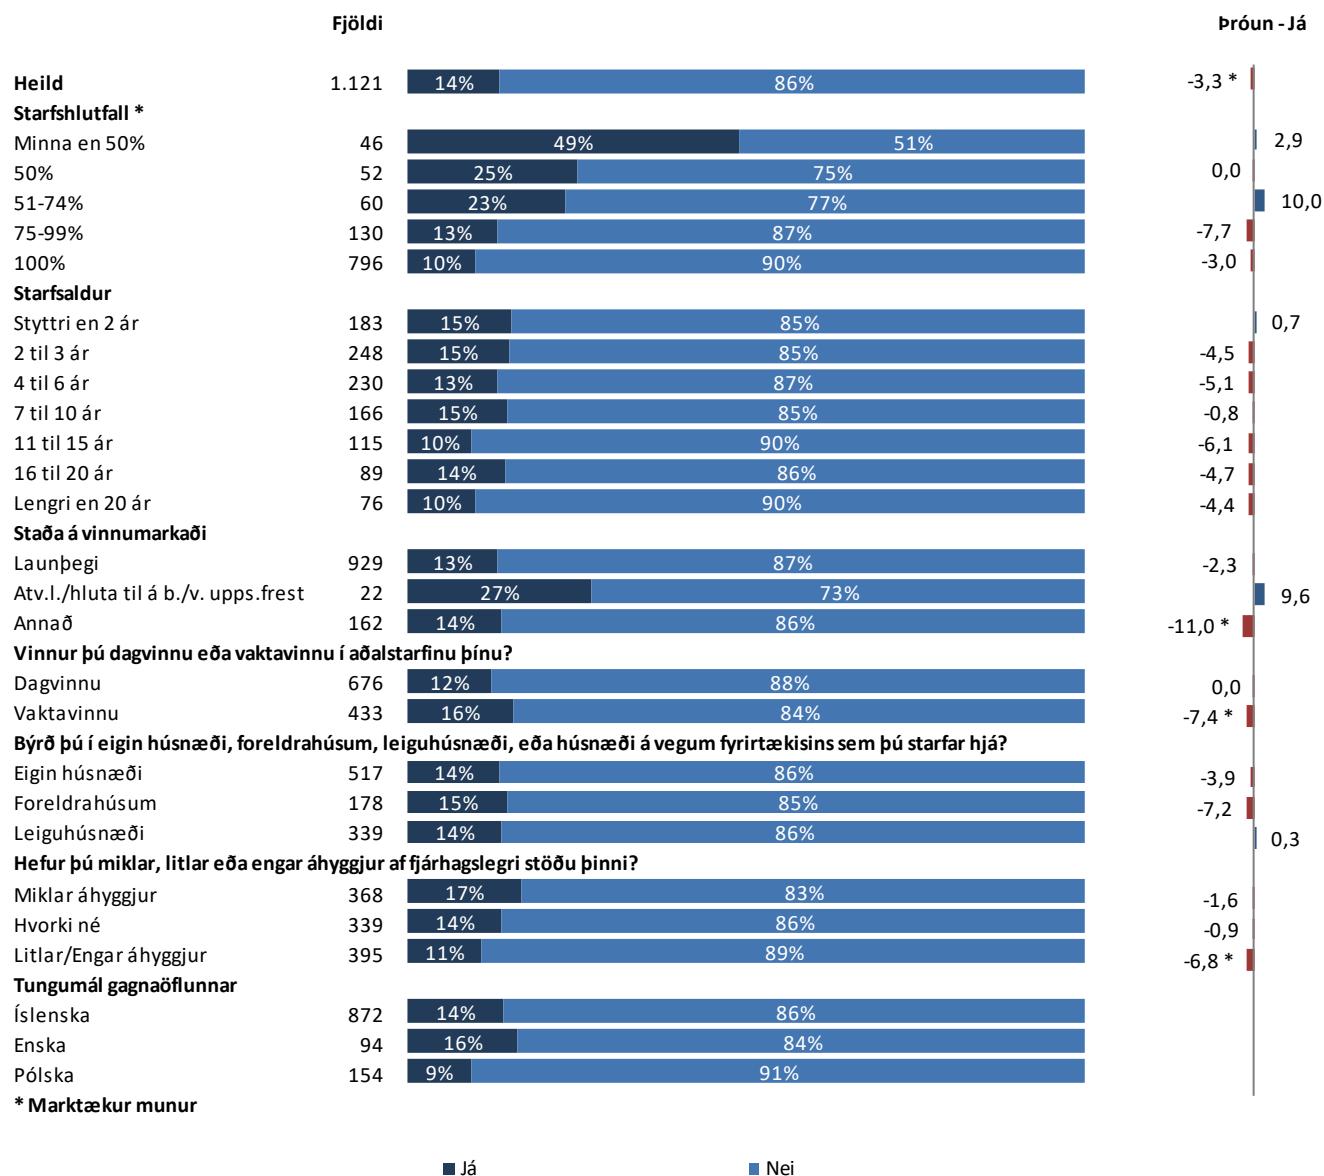 Fjöldi Þróun - Já
Heild 1.121 14% 86% -3,3 *
Starfshlutfall *
Minna en 50% 46 49% 51% 2,9
50% 52 25% 75% 0,0
51-74% 60 23% 77% 10,0
75-99% 130 13% 87% -7,7
100% 796 10% 90% -3,0
Starfsaldur
Styttri en 2 ár 183 15% 85% 0,7
2 til 3 ár 248 15% 85% -4,5
4 til 6 ár 230 13% 87% -5,1
7 til 10 ár 166 15% 85% -0,8
11 til 15 ár 115 10% 90% -6,1
16 til 20 ár 89 14% 86% -4,7
Lengri en 20 ár 76 10% 90% -4,4
Staða á vinnumarkaði
Launþegi 929 13% 87% -2,3
Atv.l./hluta til á b./v. upps.frest 22 27% 73% 9,6
Annað 162 14% 86% -11,0 *
Vinnur þú dagvinnu eða vaktavinnu í aðalstarfinu þínu?
Dagvinnu 676 12% 88% 0,0
Vaktavinnu 433 16% 84% -7,4 *
Býrð þú í eigin húsnæði, foreldrahúsum, leiguhúsnæði, eða húsnæði á vegum fyrirtækisins sem þú starfar hjá?
Eigin húsnæði 517 14% 86% -3,9
Foreldrahúsum 178 15% 85% -7,2
Leiguhúsnæði 339 14% 86% 0,3
Hefur þú miklar, litlar eða engar áhyggjur af fjárhagslegri stöðu þinni?
Miklar áhyggjur 368 17% 83% -1,6
Hvorki né 339 14% 86% -0,9
Litlar/Engar áhyggjur 395 11% 89% -6,8 *
Tungumál gagnaöflunnar
Íslenska 872 14% 86%
Enska 94 16% 84%
Pólska 154 9% 91%
* Marktækur munur
Já Nei